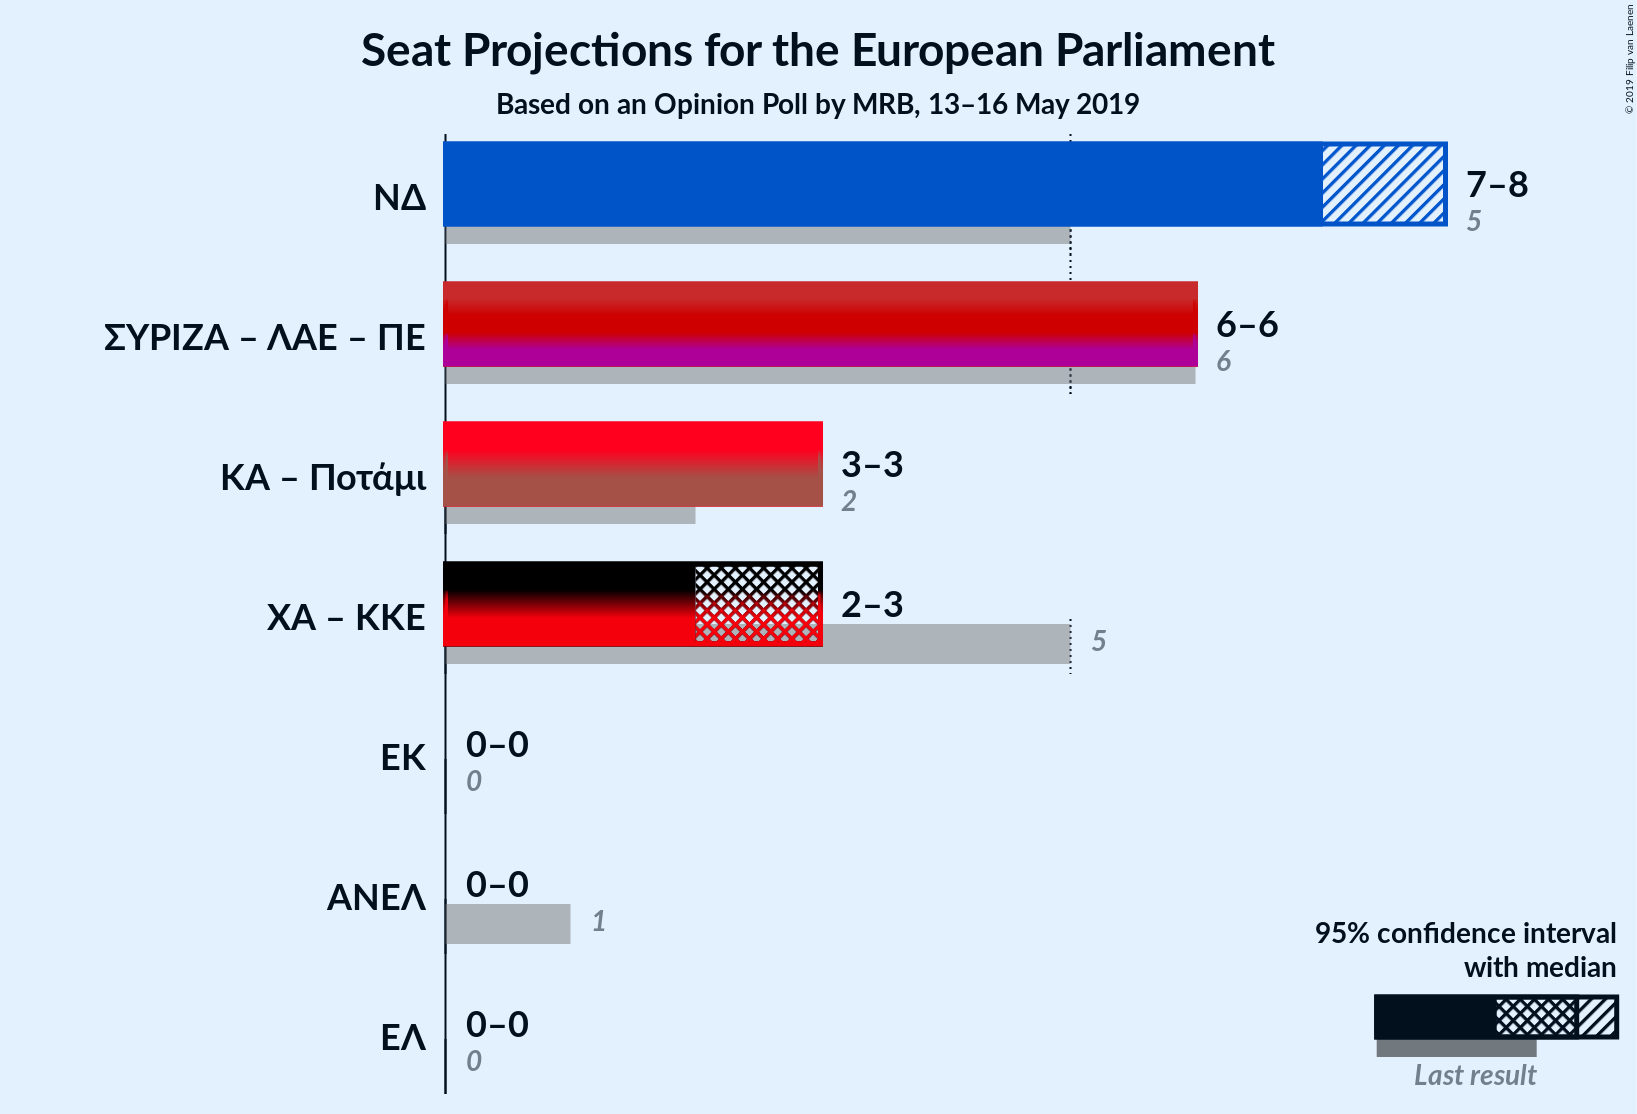 Seat Projections for the European Parliament
Based on an Opinion Poll by MRB, 13–16 May 2019
© 2019 Filip van Laenen
ΝΔ
7–8
5
ΣΥΡΙΖΑ – ΛΑΕ – ΠΕ
6–6
6
ΚΑ – Ποτάμι
3–3
2
ΧΑ – ΚΚΕ
2–3
5
ΕΚ
0–0
0
ΑΝΕΛ
0–0
1
ΕΛ
0–0
0
95% confidence interval
with median
Last result